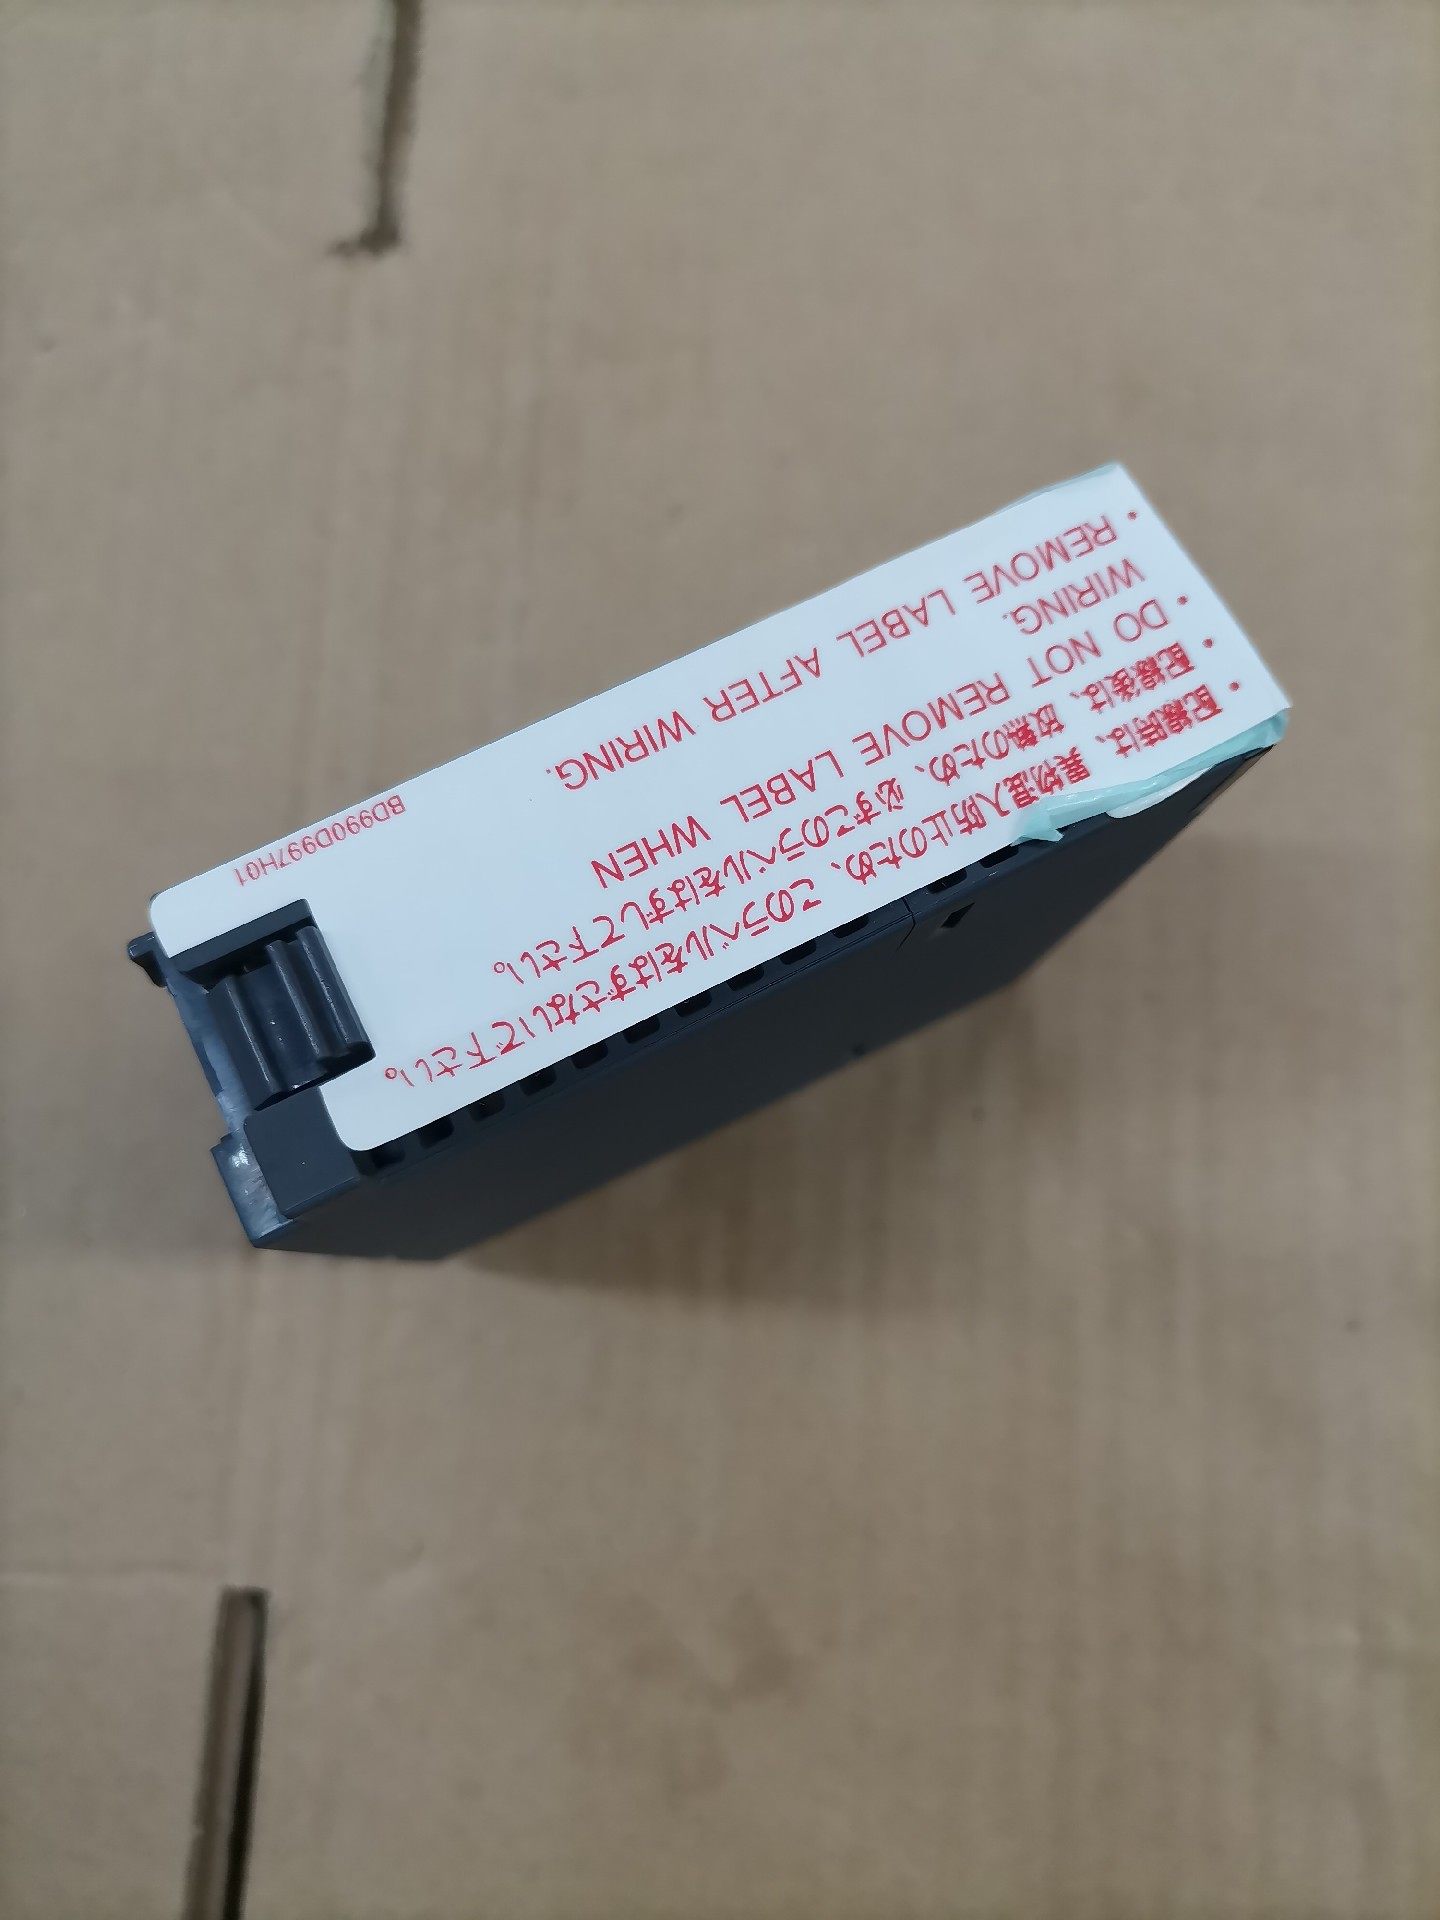 ・配線時は、異物混入防止のため、このラベルをはずさないで下さい。
・配線後は、放熱のため、必ずこのラベルをはずして下さい。
・DO NOT REMOVE LABEL WHEN
WIRING.
・REMOVE LABEL AFTER WIRING.
BD990D997H01